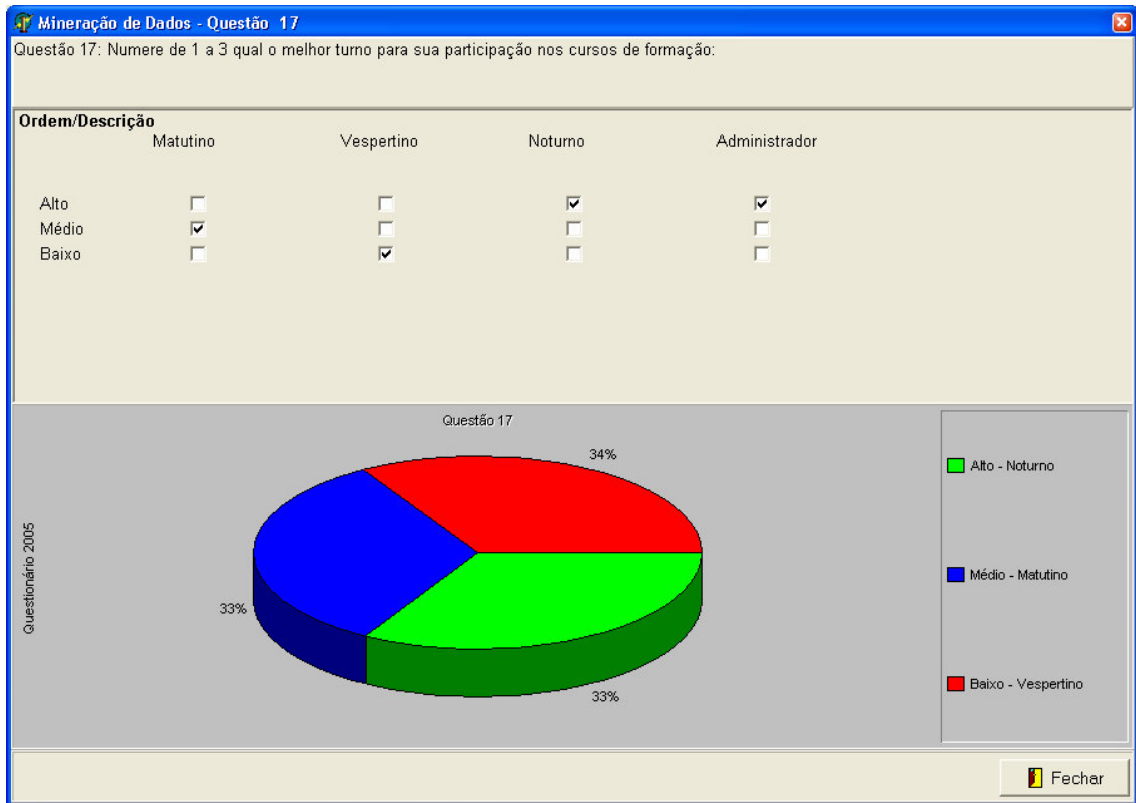 Mineração de Dados - Questão 17
Questão 17: Numere de 1 a 3 qual o melhor turno para sua participação nos cursos de formação:
Ordem/Descrição
Matutino Vespertino Noturno Administrador
Alto
Médio
Baixo
Questão 17
34%
33%
33%
Questionário 2005
Alto - Noturno
Médio - Matutino
Baixo - Vespertino
Fechar